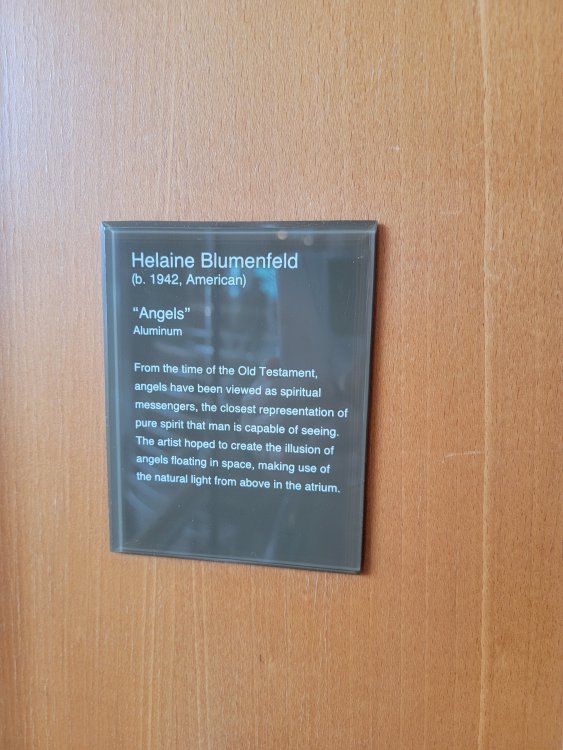 Helaine Blumenfeld
(b. 1942, American)
“Angels”
Aluminum
From the time of the Old Testament,
angels have been viewed as spiritual
messengers, the closest representation of
pure spirit that man is capable of seeing.
The artist hoped to create the illusion of
angels floating in space, making use of
the natural light from above in the atrium.